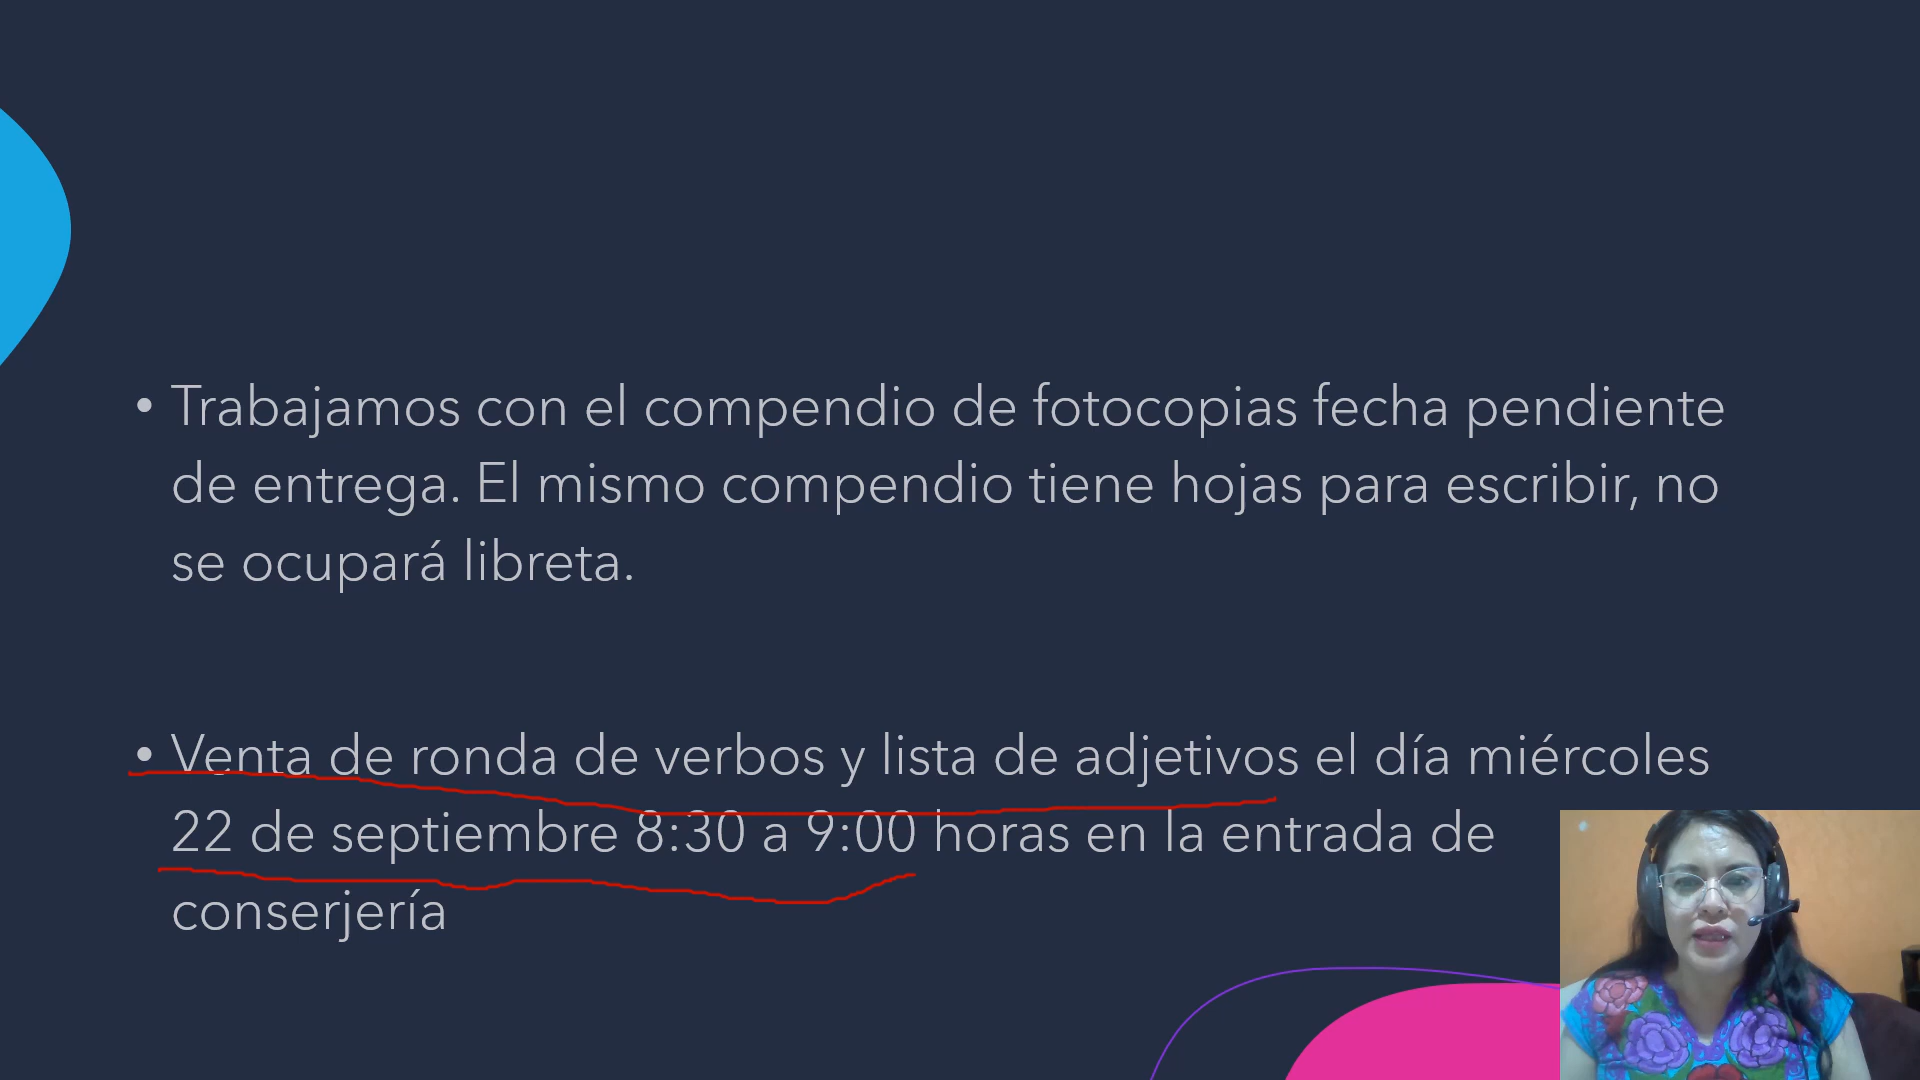 • Trabajamos con el compendio de fotocopias fecha pendiente
de entrega. El mismo compendio tiene hojas para escribir, no
se ocupará libreta.
• Venta de ronda de verbos y lista de adjetivos el día miércoles
22 de septiembre 8:30 a 9:00 horas en la entrada de
conserjería